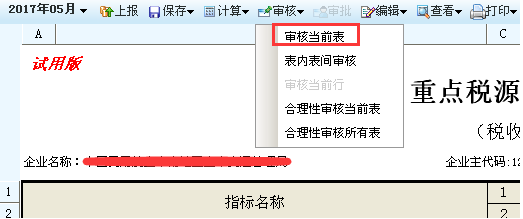 2017年05月 上报 保存 计算 审核 审批 编辑 查看 打印
A C
审核当前表
试用版
表内表间审核
审核当前行
重点税源
合理性审核当前表
（税收
合理性审核所有表
企业名称： 企业主代码:12
1 指标名称 1
2 2